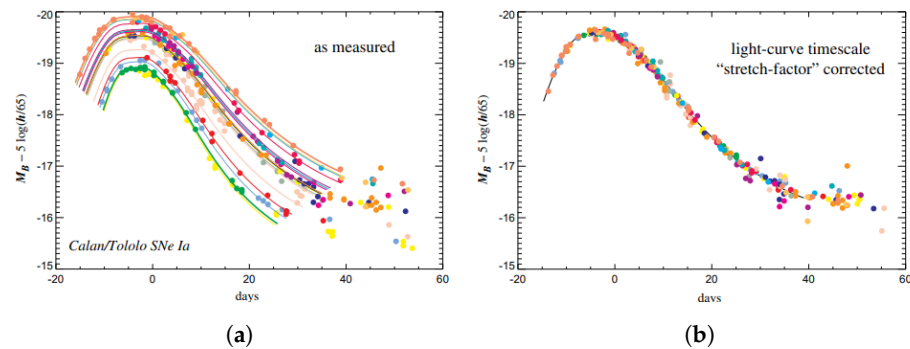 -20
-19
-18
-17
-16
-15
M_B – 5 log(h/65)
as measured
Calan/Tololo SNe Ia
-20 0 20 40 60
days
(a)
-20
-19
-18
-17
-16
-15
M_B – 5 log(h/65)
light-curve timescale
“stretch-factor” corrected
-20 0 20 40 60
days
(b)